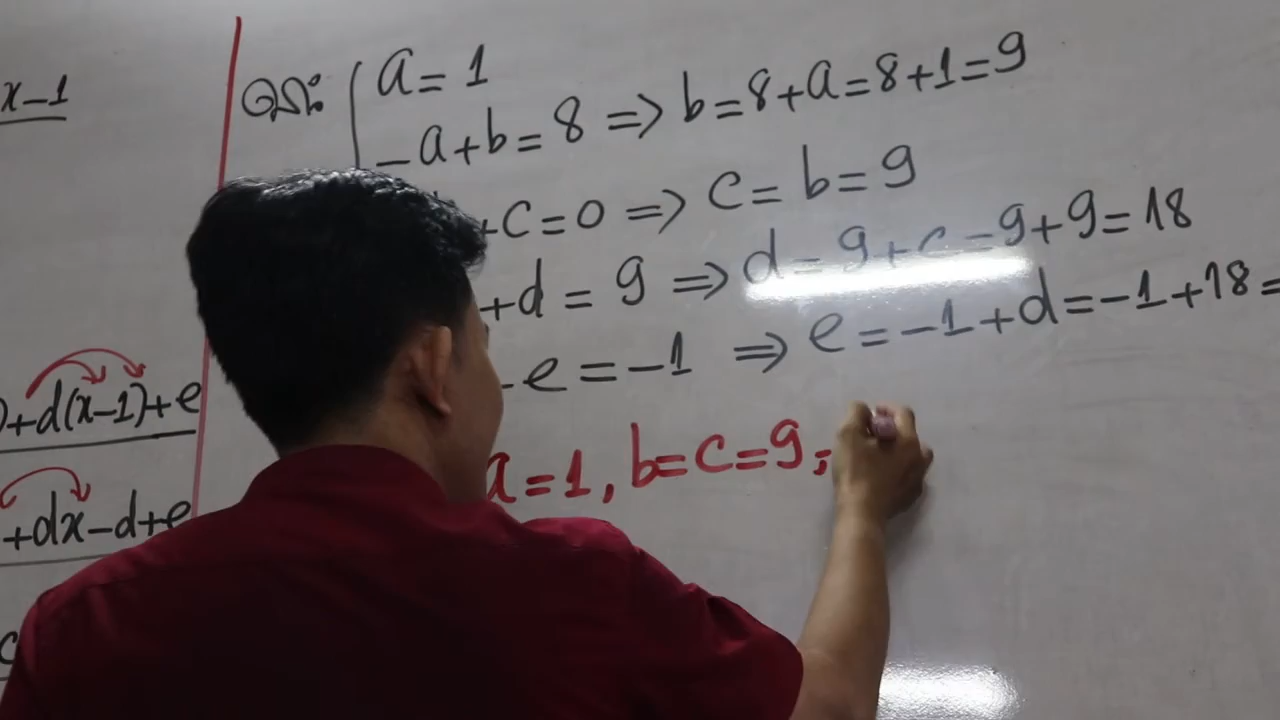 x-1
+d(x-1)+e
+dx-d+e
a=1
-a+b=8 => b=8+a=8+1=9
+c=0 => c=b=9
+d=9 => d=9+c=9+9=18
-e=-1 => e=-1+d=-1+18=
a=1, b=c=9,